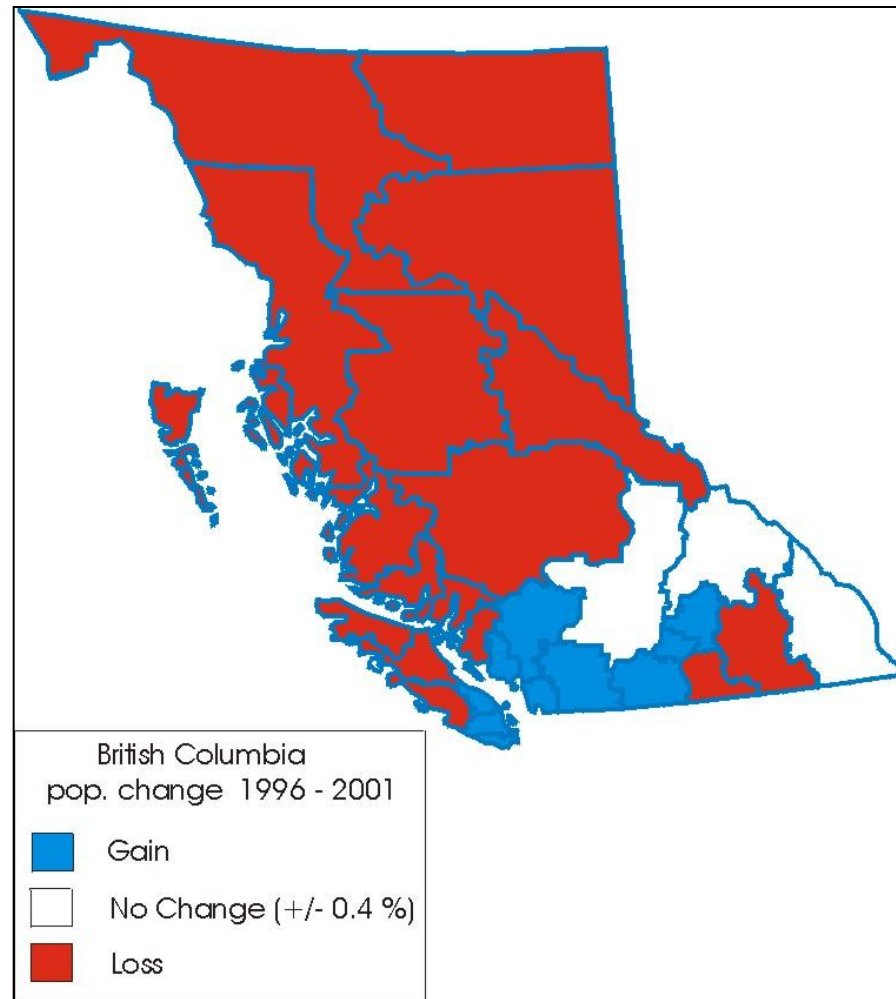 British Columbia
pop. change 1996 - 2001
Gain
No Change (+/- 0.4 %)
Loss